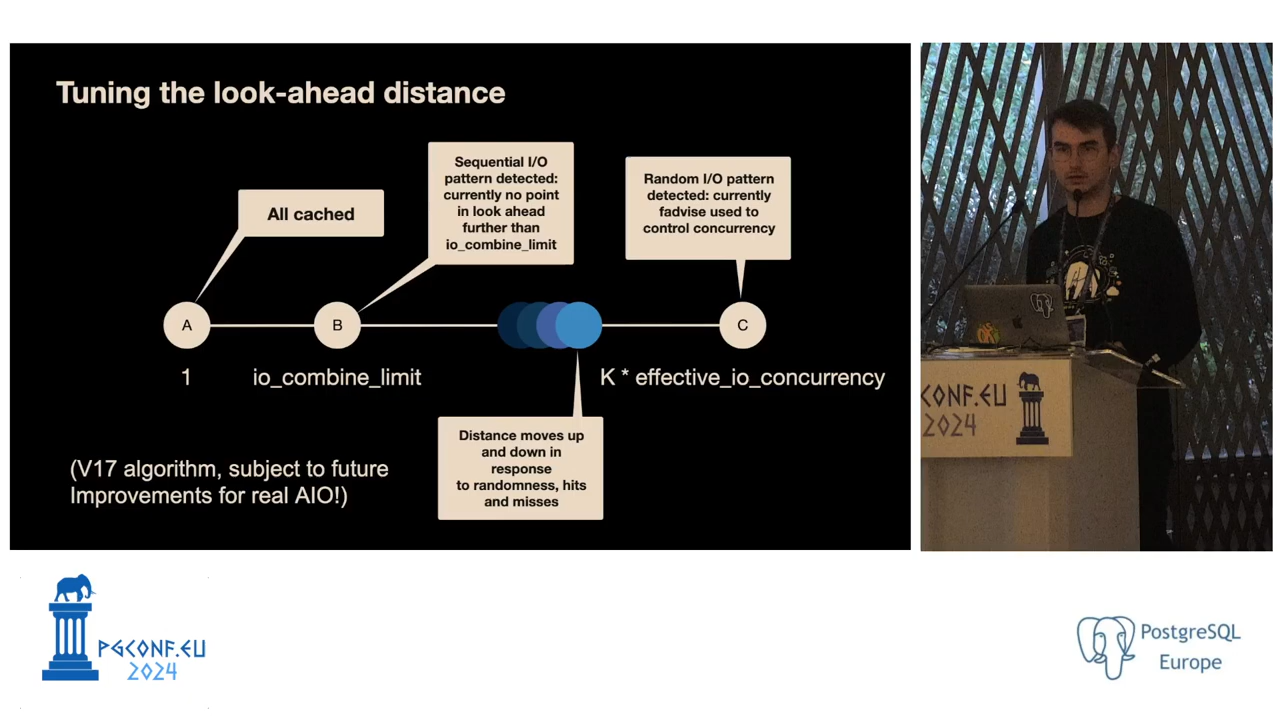 Tuning the look-ahead distance
All cached
Sequential I/O
pattern detected:
currently no point
in look ahead
further than
io_combine_limit
Random I/O pattern
detected: currently
fadvise used to
control concurrency
A
B
C
1
io_combine_limit
K * effective_io_concurrency
Distance moves up
and down in
response
to randomness, hits
and misses
(V17 algorithm, subject to future
Improvements for real AIO!)
CONF.EU
2024
PGCONF.EU
2024
PostgreSQL
Europe